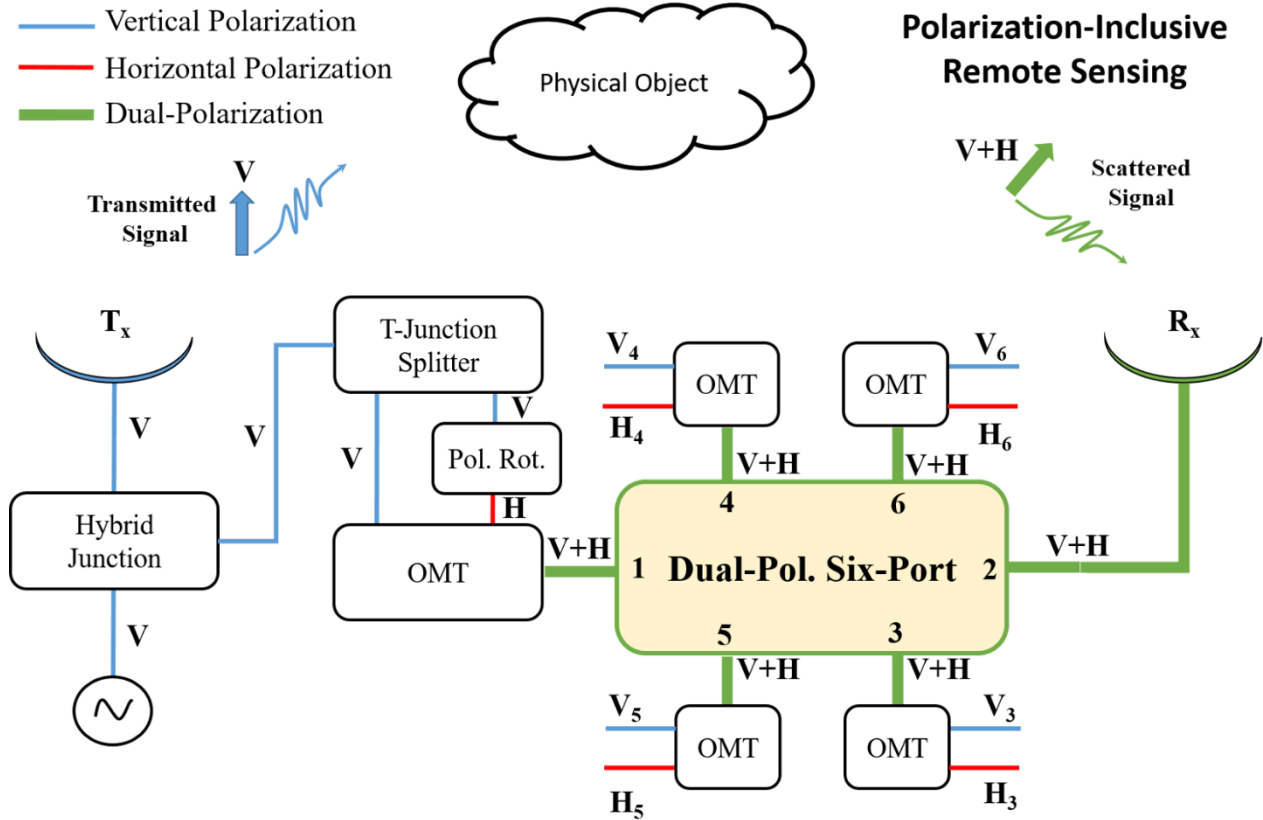 Vertical Polarization
Horizontal Polarization
Dual-Polarization
Physical Object
Polarization-Inclusive
Remote Sensing
V
Transmitted
Signal
V+H
Scattered
Signal
Tx
T-Junction
Splitter
Rx
V
V
V
V
Pol. Rot.
H
Hybrid
Junction
V
OMT
V+H
V4
H4
OMT
V+H
V6
H6
OMT
V+H
4
6
1
Dual-Pol. Six-Port
2
V+H
5
3
V+H
V+H
V5
H5
OMT
OMT
V3
H3